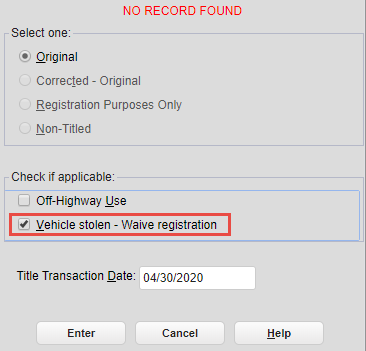 NO RECORD FOUND
Select one:
Original
Corrected - Original
Registration Purposes Only
Non-Titled
Check if applicable:
Off-Highway Use
Vehicle stolen - Waive registration
Title Transaction Date: 04/30/2020
Enter Cancel Help